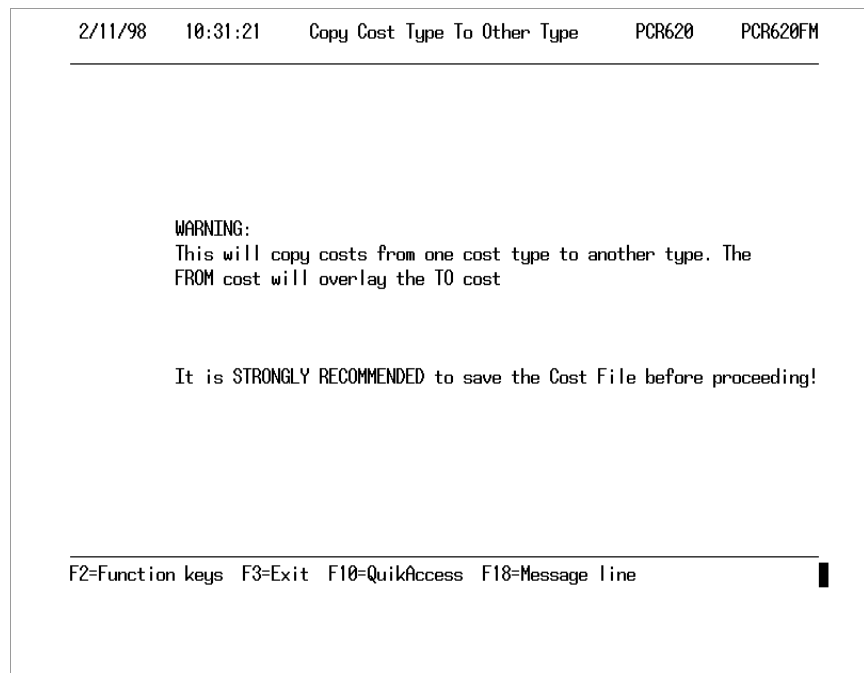 2/11/98 10:31:21 Copy Cost Type To Other Type PCR620 PCR620FM
WARNING:
This will copy costs from one cost type to another type. The
FROM cost will overlay the TO cost
It is STRONGLY RECOMMENDED to save the Cost File before proceeding!
F2=Function keys F3=Exit F10=QuikAccess F18=Message line